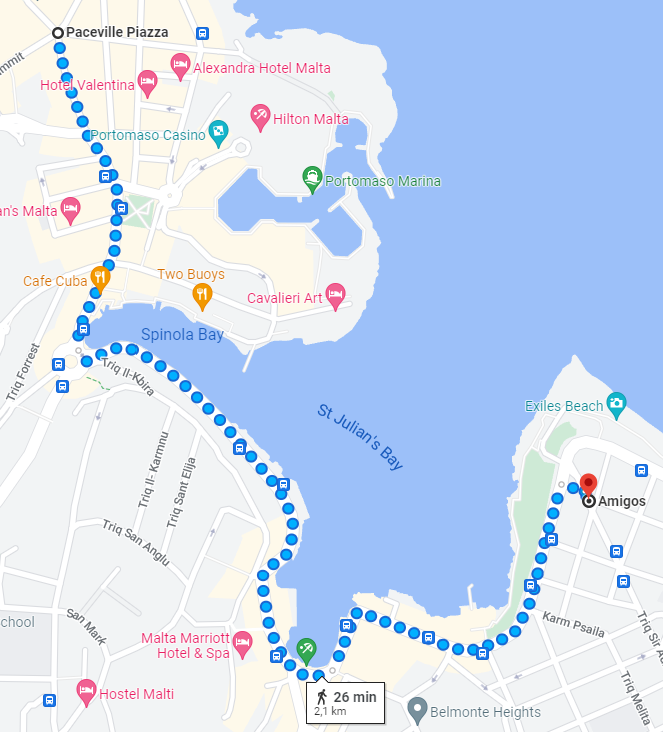 Paceville Piazza
mmit
Alexandra Hotel Malta
Hotel Valentina
Hilton Malta
Portomaso Casino
Portomaso Marina
an's Malta
Two Buoys
Cafe Cuba
Cavalieri Art
Spinola Bay
Triq Forrest
Triq Il-Kbira
St Julian's Bay
Exiles Beach
Triq Il- Karmnu
Triq Sant Elija
Amigos
Triq San Anglu
chool
San Mark
Karm Psaila
Triq Sir Ad
Malta Marriott
Hotel & Spa
Triq Melita
Hostel Malti
26 min
2,1 km
Belmonte Heights